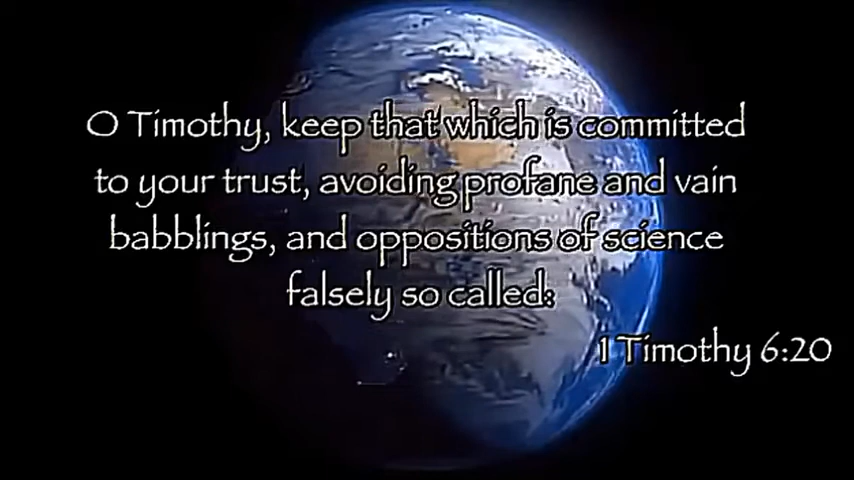 O Timothy, keep that which is committed
to your trust, avoiding profane and vain
babblings, and oppositions of science
falsely so called:
1 Timothy 6:20